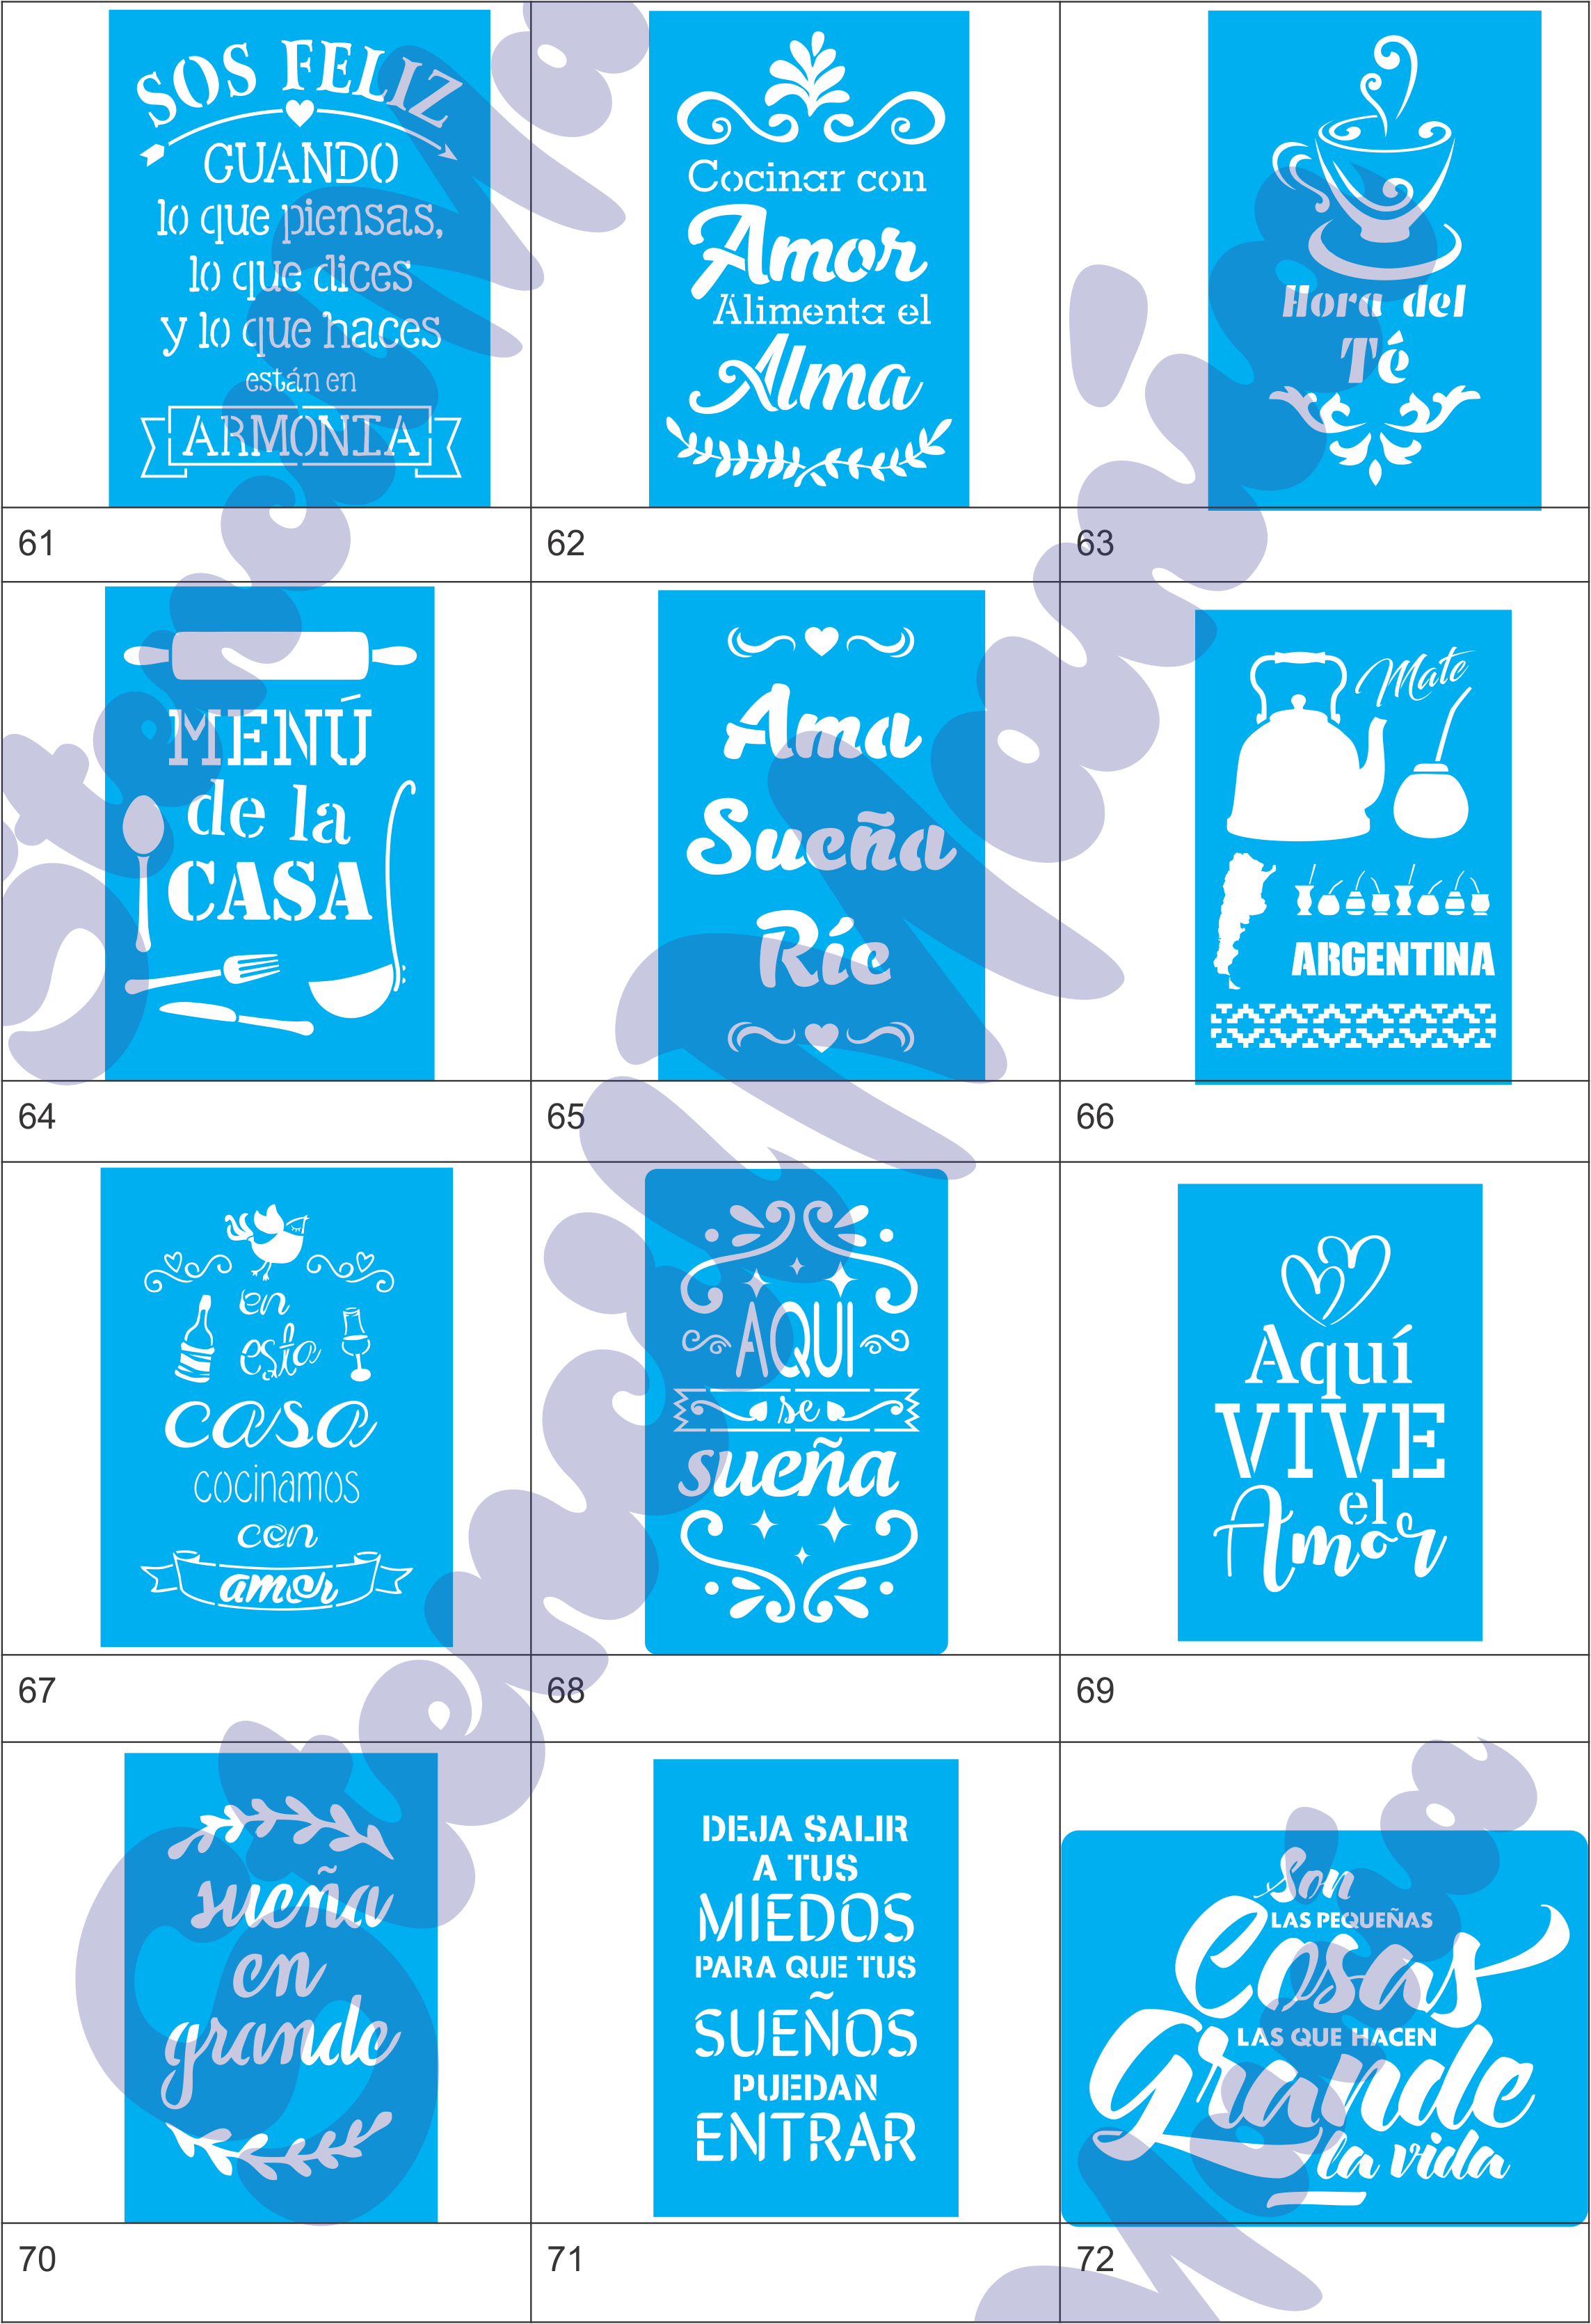 SOS FELIZ
CUANDO
lo que piensas,
lo que dices
y lo que haces
están en
ARMONIA
61
Cocinar con
Amor
Alimenta el
Alma
62
Hora del
Té
63
MENÚ
de la
CASA
64
Ama
Sueña
Ríe
65
Mate
ARGENTINA
66
en
esta
casa
cocinamos
con
amor
67
AQUI
se
sueña
68
Aquí
VIVE
el
Amor
69
sueña
en
grande
70
DEJA SALIR
A TUS
MIEDOS
PARA QUE TUS
SUEÑOS
PUEDAN
ENTRAR
71
Son
LAS PEQUEÑAS
Cosas
LAS QUE HACEN
Grande
la vida
72